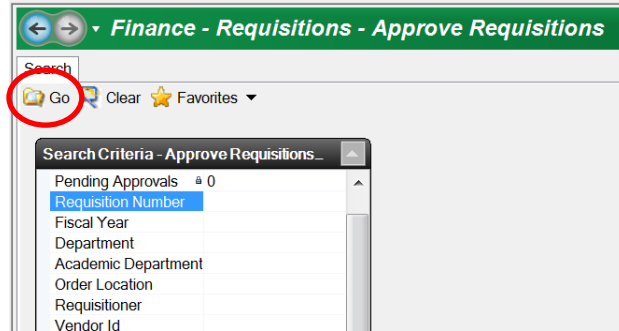 Finance - Requisitions - Approve Requisitions
Search
Go Clear Favorites
Search Criteria - Approve Requisitions_
Pending Approvals 0
Requisition Number
Fiscal Year
Department
Academic Department
Order Location
Requisitioner
Vendor Id